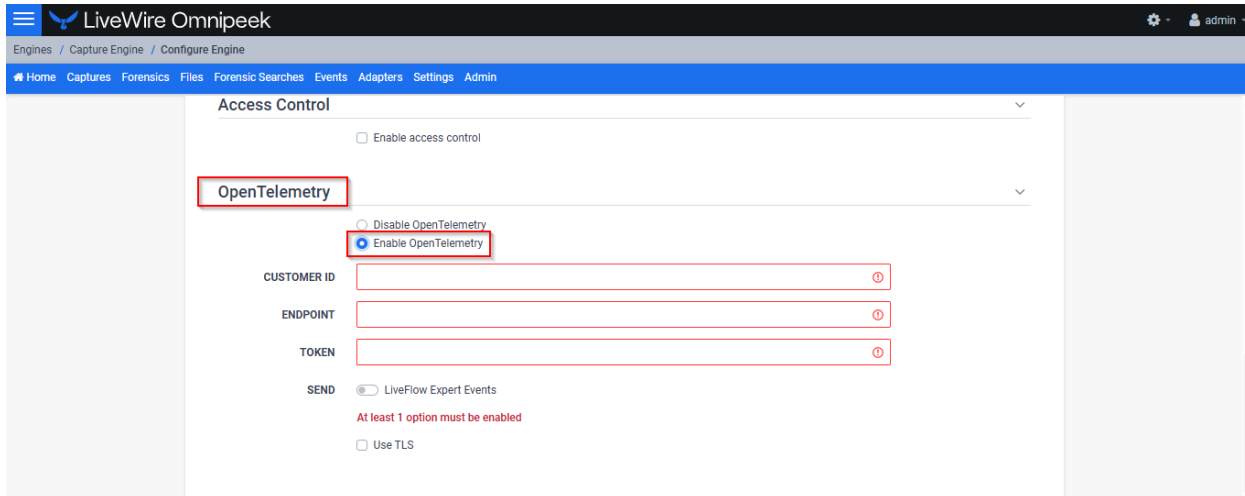 LiveWire Omnipeek
admin
Engines / Capture Engine / Configure Engine
Home Captures Forensics Files Forensic Searches Events Adapters Settings Admin
Access Control
Enable access control
OpenTelemetry
Disable OpenTelemetry
Enable OpenTelemetry
CUSTOMER ID
ENDPOINT
TOKEN
SEND LiveFlow Expert Events
At least 1 option must be enabled
Use TLS